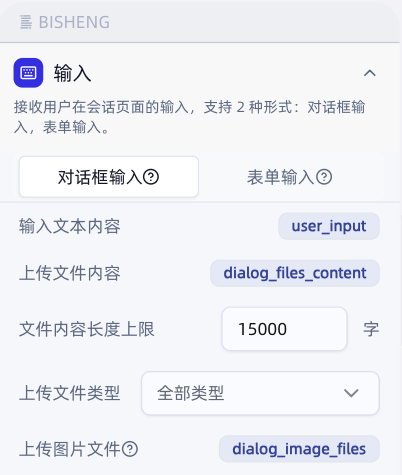 BISHENG
输入
接收用户在会话页面的输入，支持 2 种形式：对话框输
入，表单输入。
对话框输入 表单输入
输入文本内容 user_input
上传文件内容 dialog_files_content
文件内容长度上限 15000 字
上传文件类型 全部类型
上传图片文件 dialog_image_files